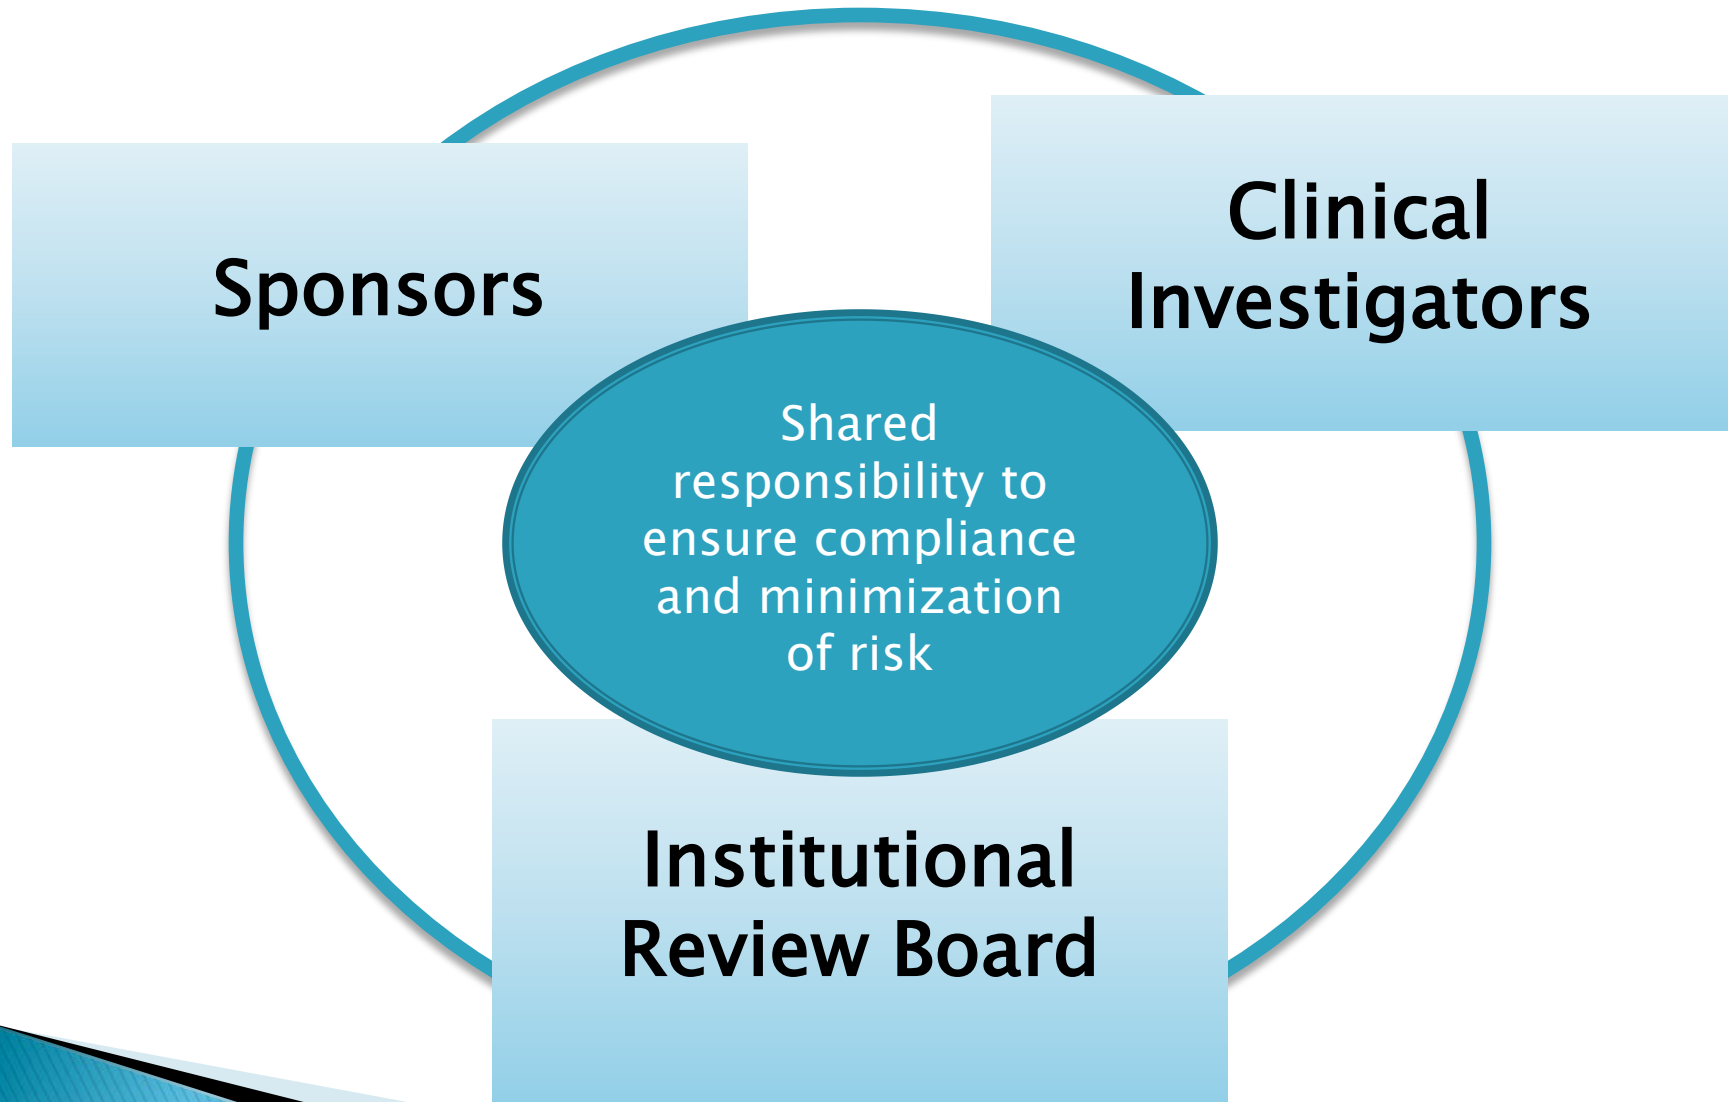 Sponsors
Clinical
Investigators
Shared
responsibility to
ensure compliance
and minimization
of risk
Institutional
Review Board